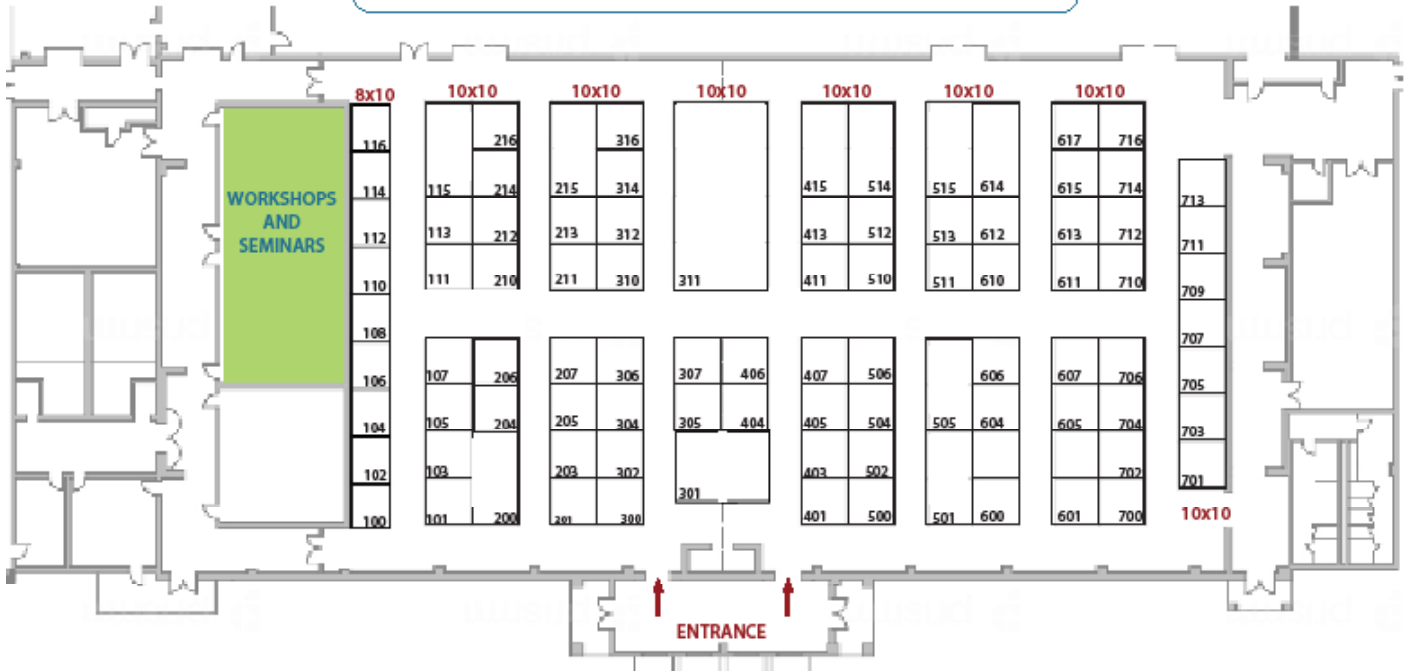 8x10 10x10 10x10 10x10 10x10 10x10 10x10
116 216 316 617 716
WORKSHOPS
AND
SEMINARS
114 115 214 215 314 415 514 515 614 615 714 713
112 113 212 213 312 413 512 513 612 613 712 711
110 111 210 211 310 311 411 510 511 610 611 710 709
108 707
106 107 206 207 306 307 406 407 506 606 607 706 705
104 105 204 205 304 305 404 405 504 505 604 605 704 703
102 103 203 302 301 403 502 702 701
100 101 200 201 300 401 500 501 600 601 700 10x10
ENTRANCE